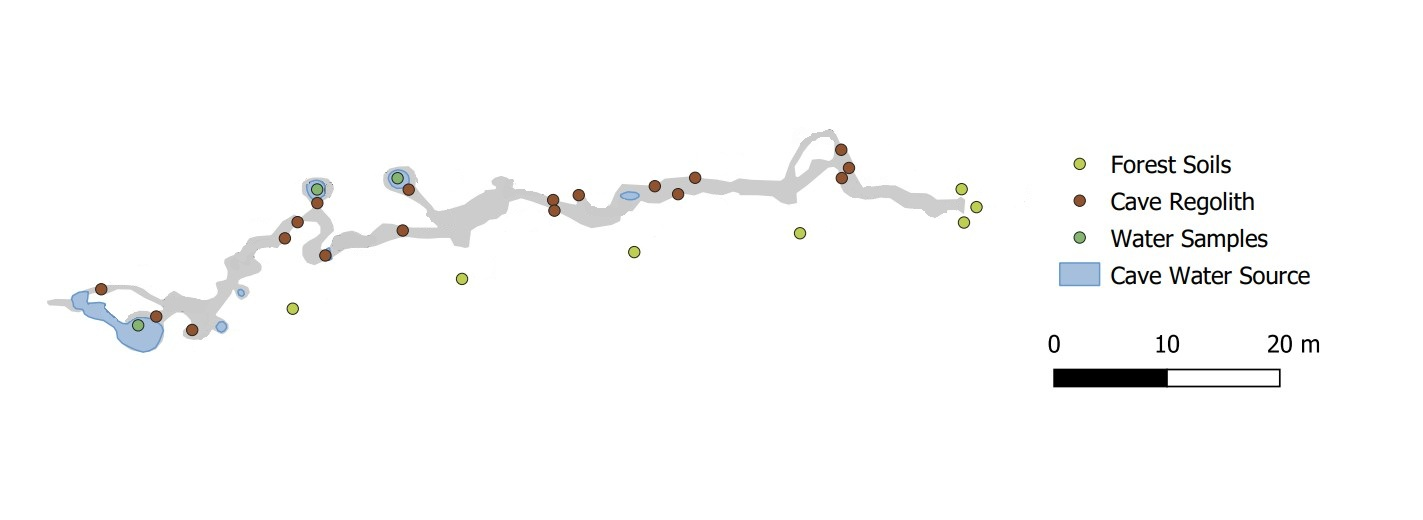 Forest Soils
Cave Regolith
Water Samples
Cave Water Source
0 10 20 m